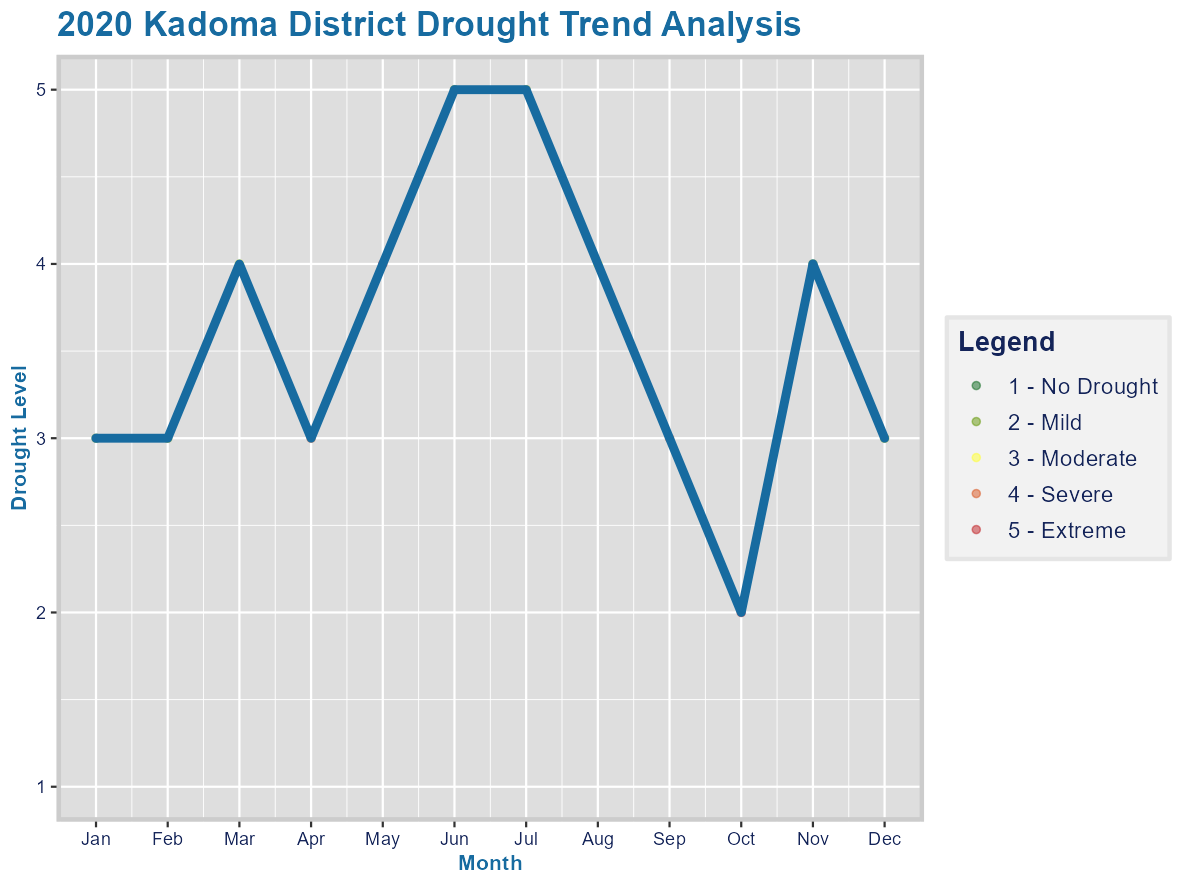 2020 Kadoma District Drought Trend Analysis
Drought Level
5
4
3
2
1
Jan Feb Mar Apr May Jun Jul Aug Sep Oct Nov Dec
Month
Legend
1 - No Drought
2 - Mild
3 - Moderate
4 - Severe
5 - Extreme